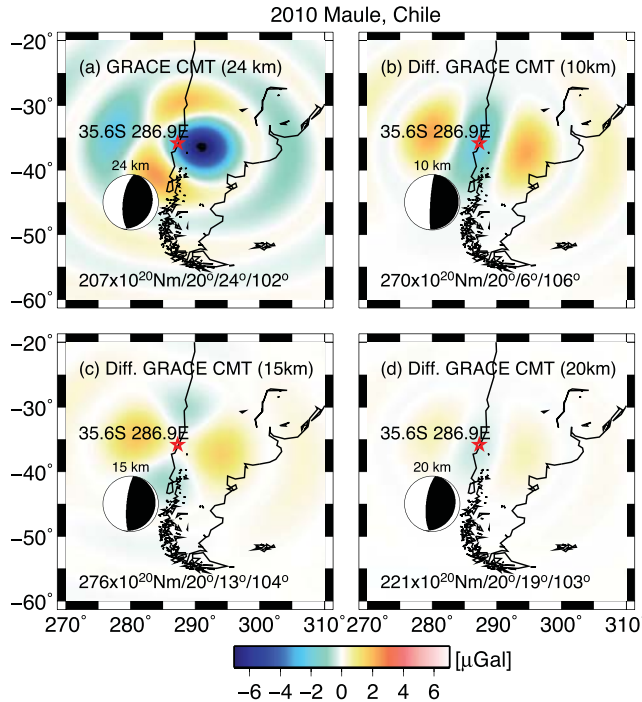 2010 Maule, Chile
−20° −30° −40° −50° −60°
(a) GRACE CMT (24 km)
35.6S 286.9E
24 km
207x10²⁰Nm/20°/24°/102°
(b) Diff. GRACE CMT (10km)
35.6S 286.9E
10 km
270x10²⁰Nm/20°/6°/106°
−20° −30° −40° −50° −60°
(c) Diff. GRACE CMT (15km)
35.6S 286.9E
15 km
276x10²⁰Nm/20°/13°/104°
(d) Diff. GRACE CMT (20km)
35.6S 286.9E
20 km
221x10²⁰Nm/20°/19°/103°
270° 280° 290° 300° 310° 270° 280° 290° 300° 310°
[μGal]
−6 −4 −2 0 2 4 6